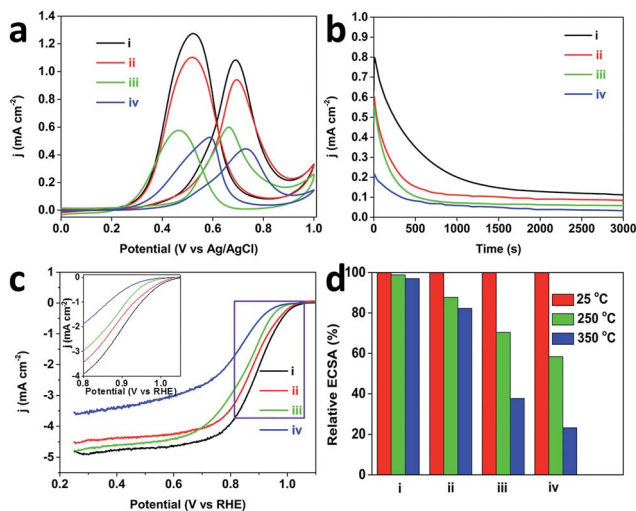 a
j (mA cm-2)
1.4
1.2
1.0
0.8
0.6
0.4
0.2
0.0
i
ii
iii
iv
0.0 0.2 0.4 0.6 0.8 1.0
Potential (V vs Ag/AgCl)
b
j (mA cm-2)
1.0
0.9
0.8
0.7
0.6
0.5
0.4
0.3
0.2
0.1
0.0
i
ii
iii
iv
0 500 1000 1500 2000 2500 3000
Time (s)
c
j (mA cm-2)
1
0
-1
-2
-3
-4
-5
j (mA cm-2)
0
-1
-2
-3
-4
0.8 0.9 1.0
Potential (V vs RHE)
i
ii
iii
iv
0.2 0.4 0.6 0.8 1.0
Potential (V vs RHE)
d
Relative ECSA (%)
100
80
60
40
20
0
25 °C
250 °C
350 °C
i ii iii iv